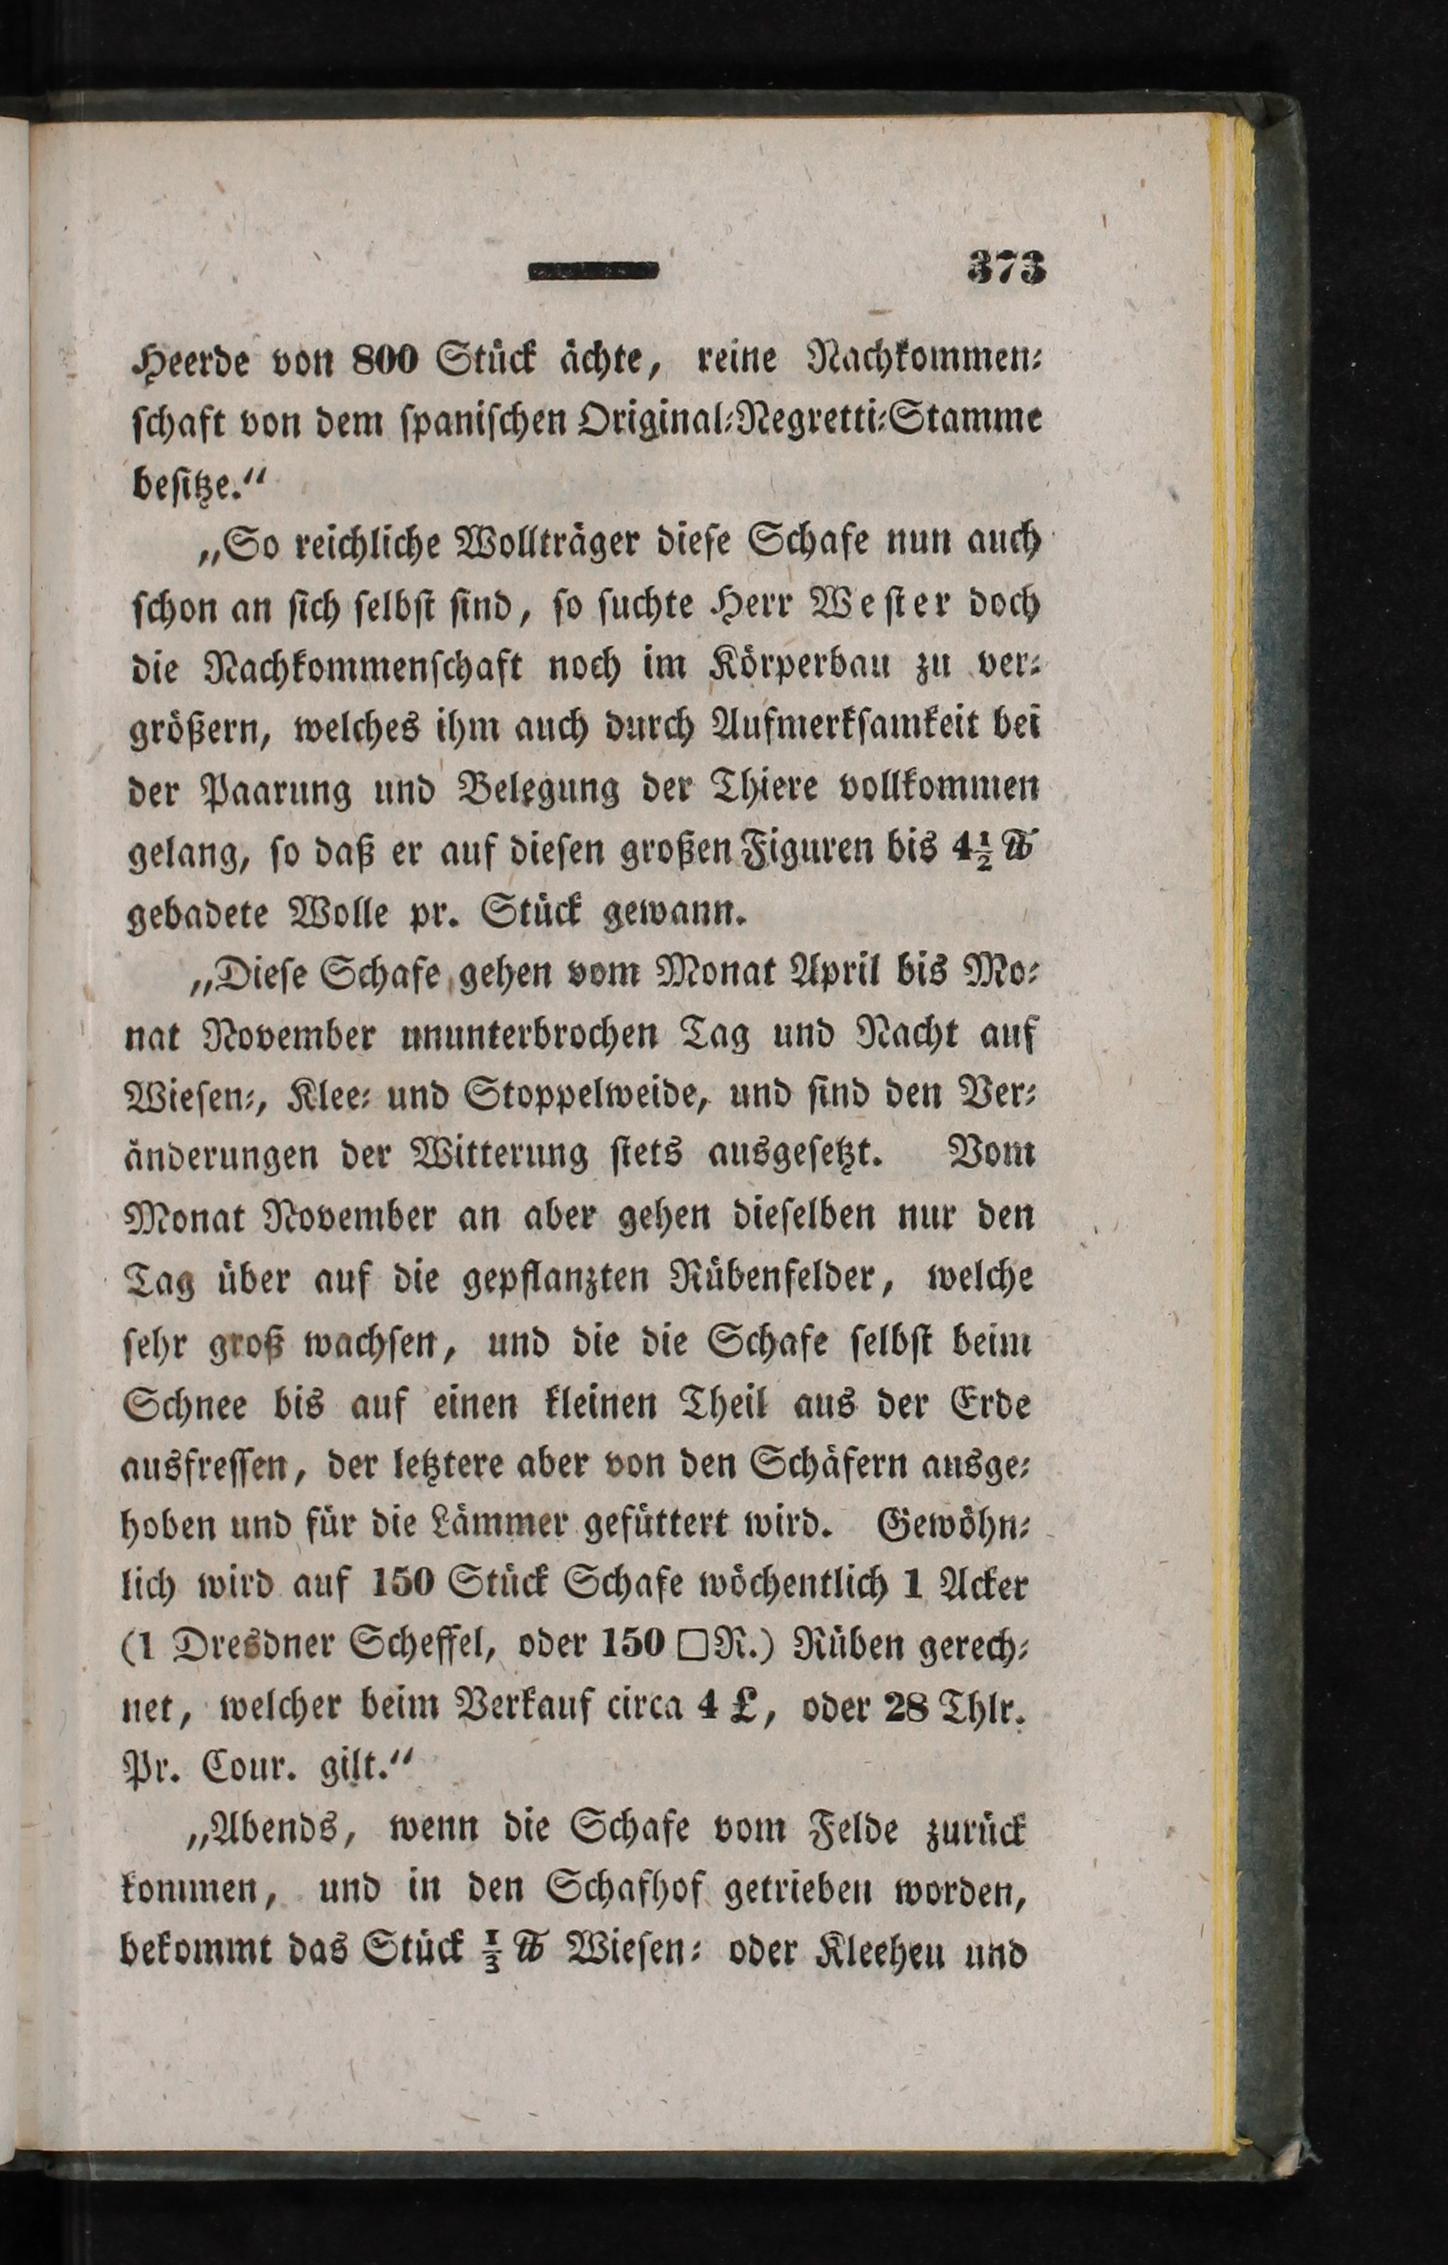 373
Heerde von 800 Stück ächte, reine Nachkommen⸗
ſchaft von dem ſpaniſchen Original⸗Negretti⸗Stamme
beſitze.“
„So reichliche Wollträger dieſe Schafe nun auch
ſchon an ſich ſelbſt ſind, ſo ſuchte Herr Weſter doch
die Nachkommenſchaft noch im Körperbau zu ver⸗
größern, welches ihm auch durch Aufmerkſamkeit bei
der Paarung und Belegung der Thiere vollkommen
gelang, ſo daß er auf dieſen großen Figuren bis 4½ ℔
gebadete Wolle pr. Stück gewann.
„Dieſe Schafe gehen vom Monat April bis Mo⸗
nat November ununterbrochen Tag und Nacht auf
Wieſen⸗, Klee⸗ und Stoppelweide, und ſind den Ver⸗
änderungen der Witterung ſtets ausgeſetzt. Vom
Monat November an aber gehen dieſelben nur den
Tag über auf die gepflanzten Rübenfelder, welche
ſehr groß wachſen, und die die Schafe ſelbſt beim
Schnee bis auf einen kleinen Theil aus der Erde
ausfreſſen, der letztere aber von den Schäfern ausge⸗
hoben und für die Lämmer gefüttert wird. Gewöhn⸗
lich wird auf 150 Stück Schafe wöchentlich 1 Acker
(1 Dresdner Scheffel, oder 150 □R.) Rüben gerech⸗
net, welcher beim Verkauf circa 4 £, oder 28 Thlr.
Pr. Cour. gilt.“
„Abends, wenn die Schafe vom Felde zurück
kommen, und in den Schafhof getrieben worden,
bekommt das Stück ⅓ ℔ Wieſen⸗ oder Kleeheu und